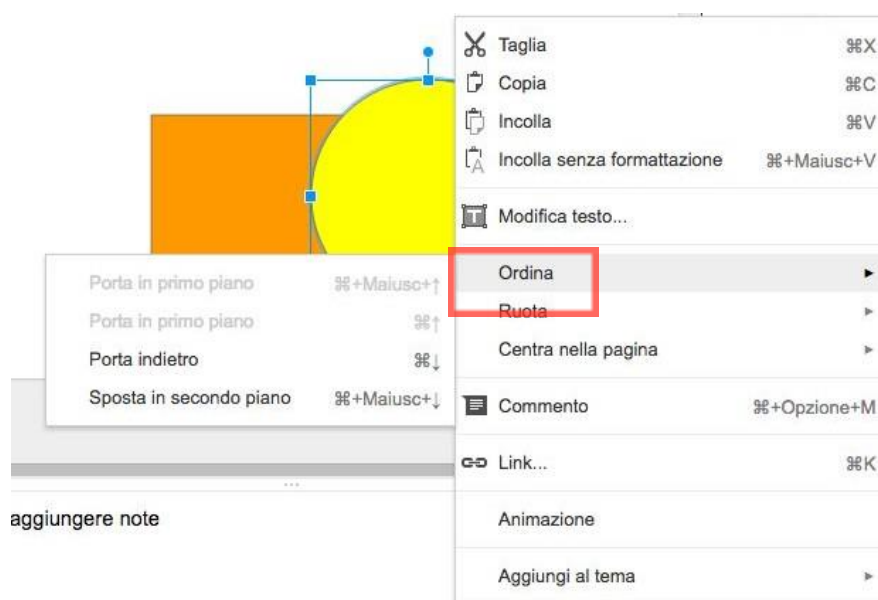 Taglia ⌘X
Copia ⌘C
Incolla ⌘V
Incolla senza formattazione ⌘+Maiusc+V
Modifica testo...
Ordina
Ruota
Centra nella pagina
Commento ⌘+Opzione+M
Link... ⌘K
Animazione
Aggiungi al tema
Porta in primo piano ⌘+Maiusc+↑
Porta in primo piano ⌘↑
Porta indietro ⌘↓
Sposta in secondo piano ⌘+Maiusc+↓
aggiungere note